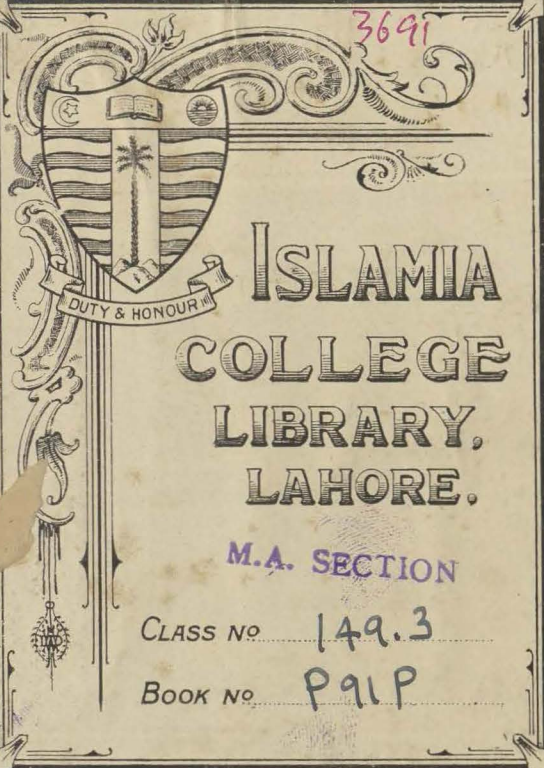 3691
DUTY & HONOUR
ISLAMIA
COLLEGE
LIBRARY,
LAHORE.
M.A. SECTION
CLASS NO 149.3
BOOK NO P91P